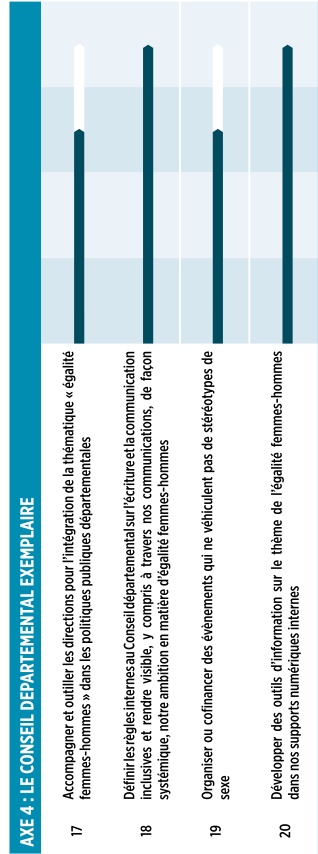 AXE 4 : LE CONSEIL DEPARTEMENTAL EXEMPLAIRE
17 Accompagner et outiller les directions pour l'intégration de la thématique « égalité
femmes-hommes » dans les politiques publiques départementales
18 Définir les règles internes au Conseil départemental sur l'écriture et la communication
inclusives et rendre visible, y compris à travers nos communications, de façon
systémique, notre ambition en matière d'égalité femmes-hommes
19 Organiser ou cofinancer des évènements qui ne véhiculent pas de stéréotypes de
sexe
20 Développer des outils d'information sur le thème de l'égalité femmes-hommes
dans nos supports numériques internes